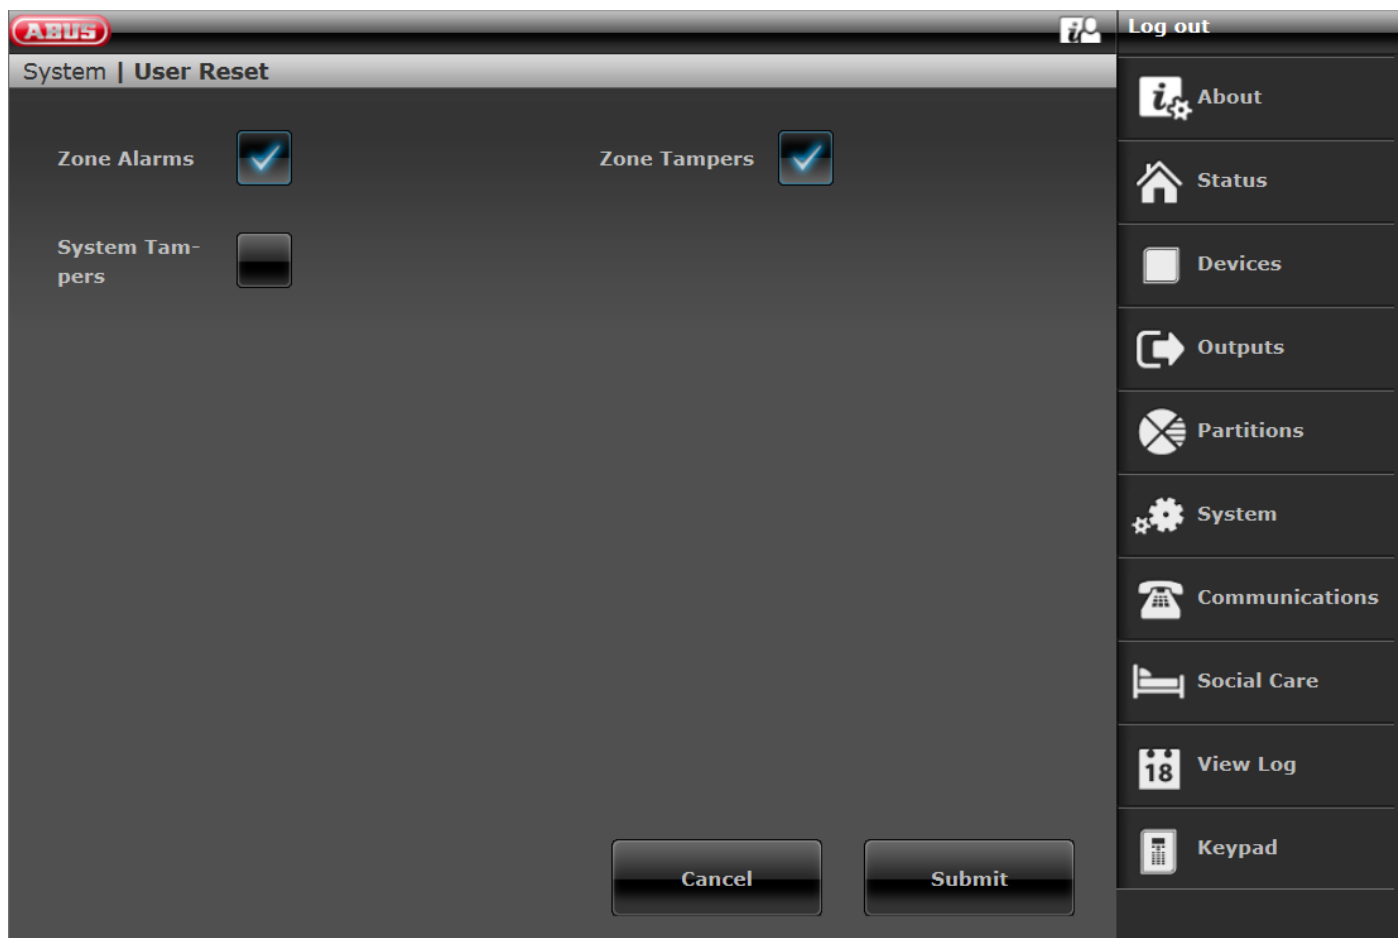 ABUS
Log out
System | User Reset
Zone Alarms
Zone Tampers
System Tam-
pers
Cancel
Submit
About
Status
Devices
Outputs
Partitions
System
Communications
Social Care
18
View Log
Keypad